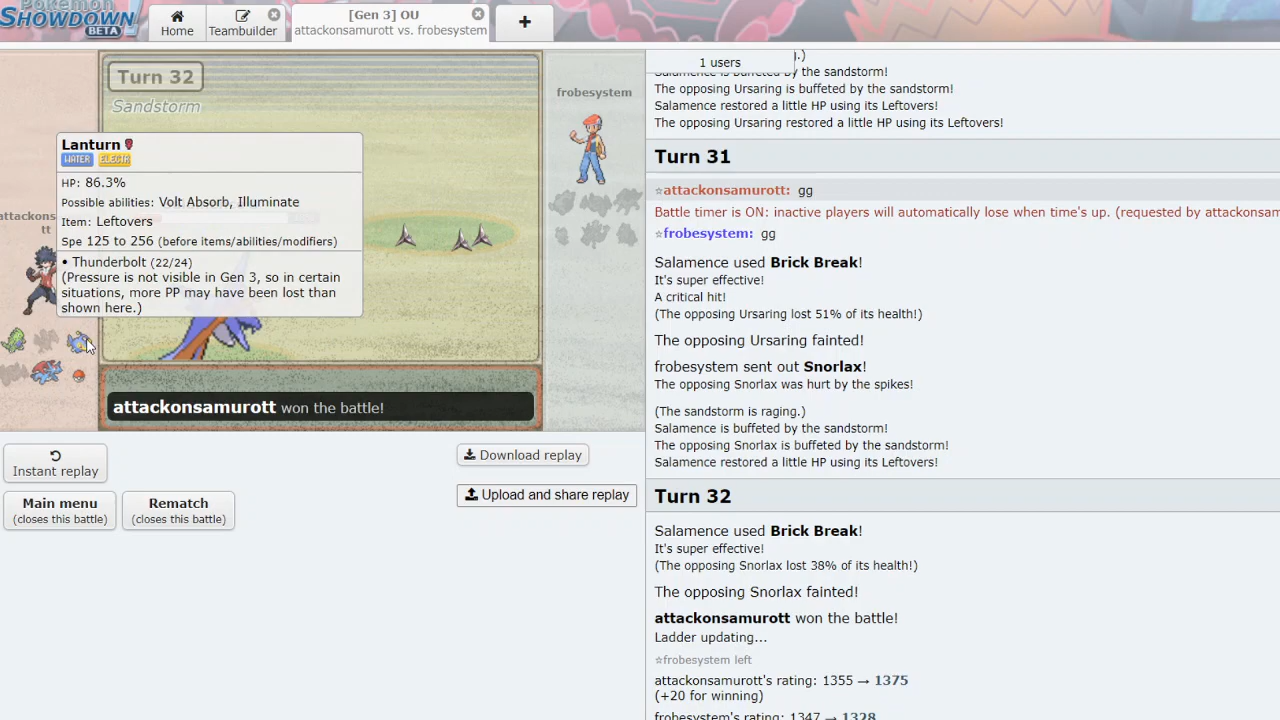 Pokémon
SHOWDOWN
BETA
Home
Teambuilder
[Gen 3] OU
attackonsamurott vs. frobesystem
+
Turn 32
Sandstorm
Lanturn
WATER ELECTR
HP: 86.3%
Possible abilities: Volt Absorb, Illuminate
Item: Leftovers
Spe 125 to 256 (before items/abilities/modifiers)
• Thunderbolt (22/24)
(Pressure is not visible in Gen 3, so in certain
situations, more PP may have been lost than
shown here.)
attackons
tt
frobesystem
attackonsamurott won the battle!
Instant replay
Download replay
Upload and share replay
Main menu
(closes this battle)
Rematch
(closes this battle)
1 users
y the sandstorm!
The opposing Ursaring is buffeted by the sandstorm!
Salamence restored a little HP using its Leftovers!
The opposing Ursaring restored a little HP using its Leftovers!
Turn 31
☆attackonsamurott: gg
Battle timer is ON: inactive players will automatically lose when time's up. (requested by attackonsam
☆frobesystem: gg
Salamence used Brick Break!
It's super effective!
A critical hit!
(The opposing Ursaring lost 51% of its health!)
The opposing Ursaring fainted!
frobesystem sent out Snorlax!
The opposing Snorlax was hurt by the spikes!
(The sandstorm is raging.)
Salamence is buffeted by the sandstorm!
The opposing Snorlax is buffeted by the sandstorm!
Salamence restored a little HP using its Leftovers!
Turn 32
Salamence used Brick Break!
It's super effective!
(The opposing Snorlax lost 38% of its health!)
The opposing Snorlax fainted!
attackonsamurott won the battle!
Ladder updating...
☆frobesystem left
attackonsamurott's rating: 1355 → 1375
(+20 for winning)
frobesystem's rating: 1347 → 1328